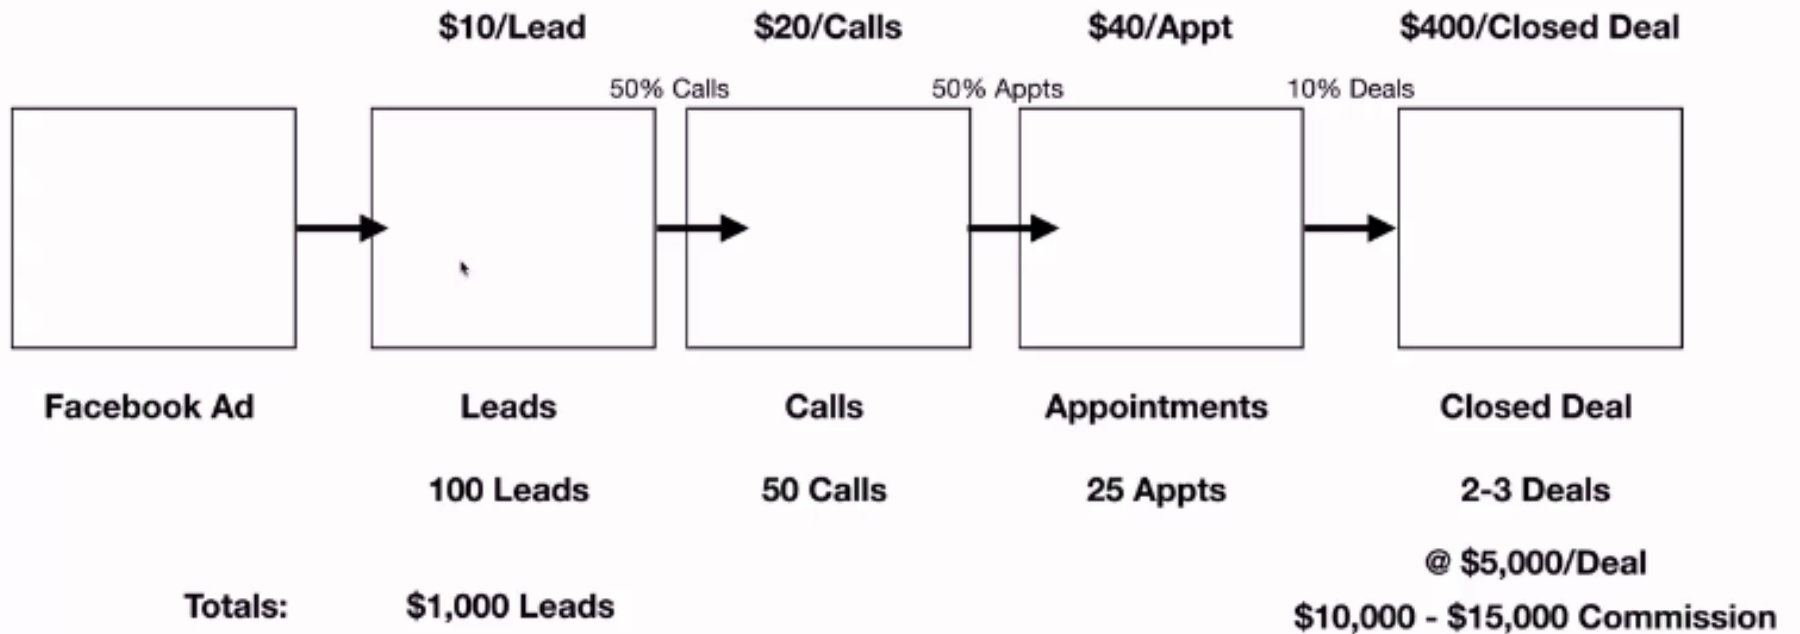 $10/Lead $20/Calls $40/Appt $400/Closed Deal
50% Calls 50% Appts 10% Deals
Facebook Ad Leads Calls Appointments Closed Deal
100 Leads 50 Calls 25 Appts 2-3 Deals
@ $5,000/Deal
Totals: $1,000 Leads $10,000 - $15,000 Commission